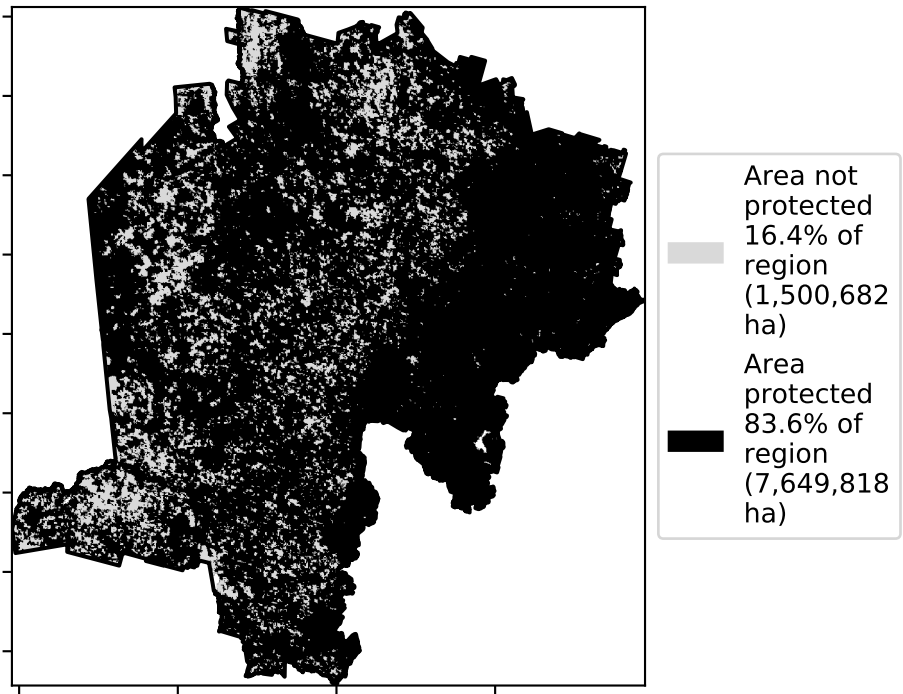 Area not
protected
16.4% of
region
(1,500,682
ha)
Area
protected
83.6% of
region
(7,649,818
ha)